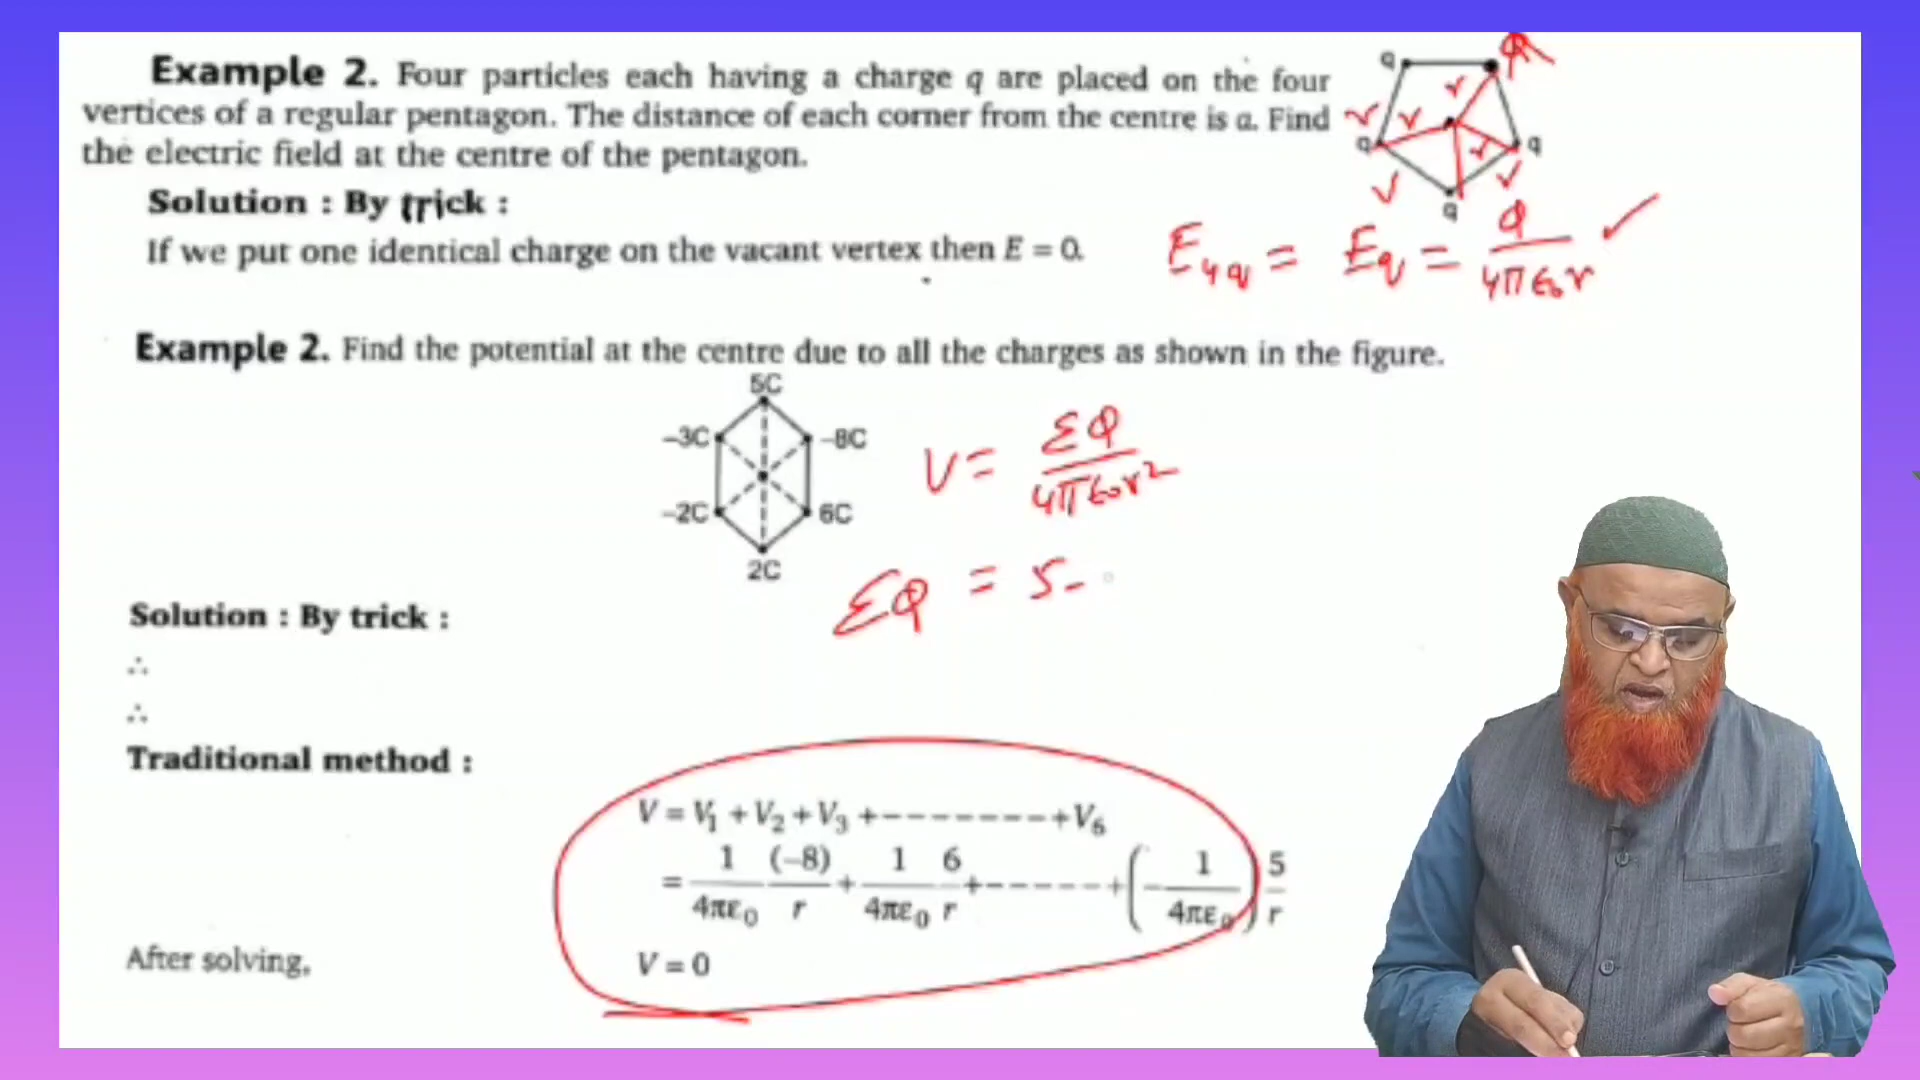 Example 2. Four particles each having a charge q are placed on the four
vertices of a regular pentagon. The distance of each corner from the centre is a. Find
the electric field at the centre of the pentagon.
q
q
q
q
Solution : By trick :
If we put one identical charge on the vacant vertex then E = 0.
E4q = Eq = Q/4π∈₀r
Example 2. Find the potential at the centre due to all the charges as shown in the figure.
5C
–3C
–8C
–2C
6C
2C
V = ΣQ/4π∈₀r²
ΣQ = 5-
Solution : By trick :
∴
∴
Traditional method :
V = V₁ + V₂ + V₃ + --------- + V₆
= 1/4πε₀ (–8)/r + 1/4πε₀ 6/r + ------ + (– 1/4πε₀) 5/r
After solving,
V = 0